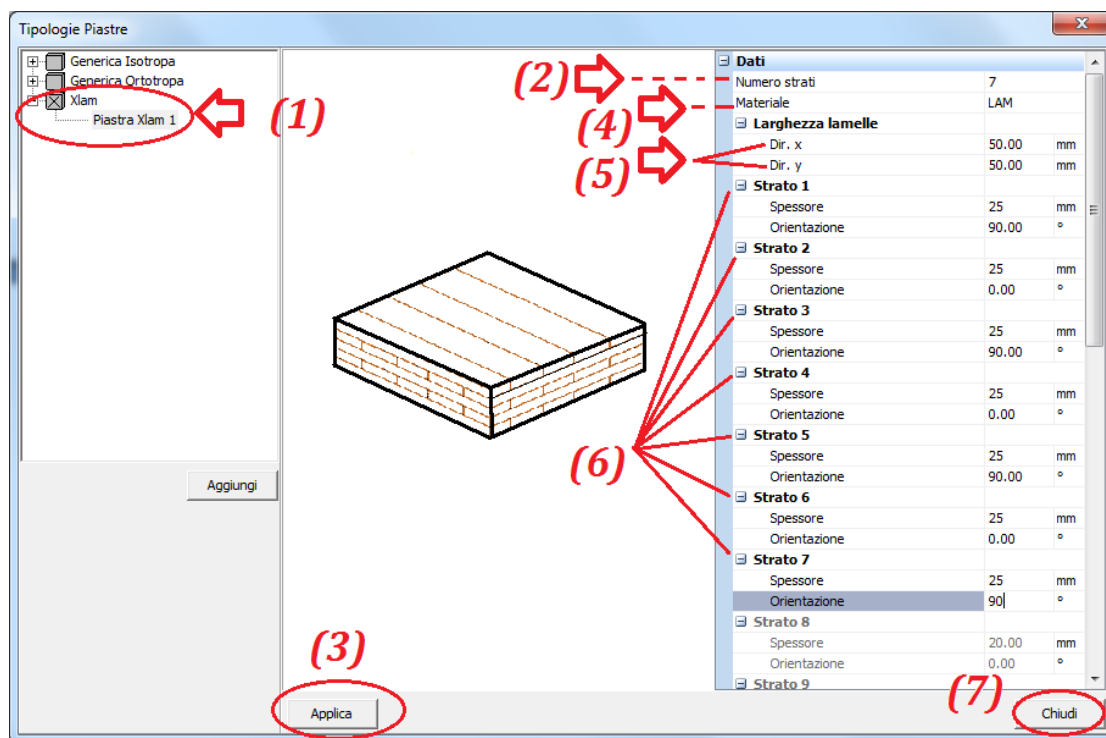 Tipologie Piastre
x
Generica Isotropa
Generica Ortotropa
Xlam
Piastra Xlam 1
(1)
Aggiungi
(2)
(4)
(5)
(6)
Dati
Numero strati 7
Materiale LAM
Larghezza lamelle
Dir. x 50.00 mm
Dir. y 50.00 mm
Strato 1
Spessore 25 mm
Orientazione 90.00 °
Strato 2
Spessore 25 mm
Orientazione 0.00 °
Strato 3
Spessore 25 mm
Orientazione 90.00 °
Strato 4
Spessore 25 mm
Orientazione 0.00 °
Strato 5
Spessore 25 mm
Orientazione 90.00 °
Strato 6
Spessore 25 mm
Orientazione 0.00 °
Strato 7
Spessore 25 mm
Orientazione 90 °
Strato 8
Spessore 20.00 mm
Orientazione 0.00 °
Strato 9
(3)
Applica
(7)
Chiudi